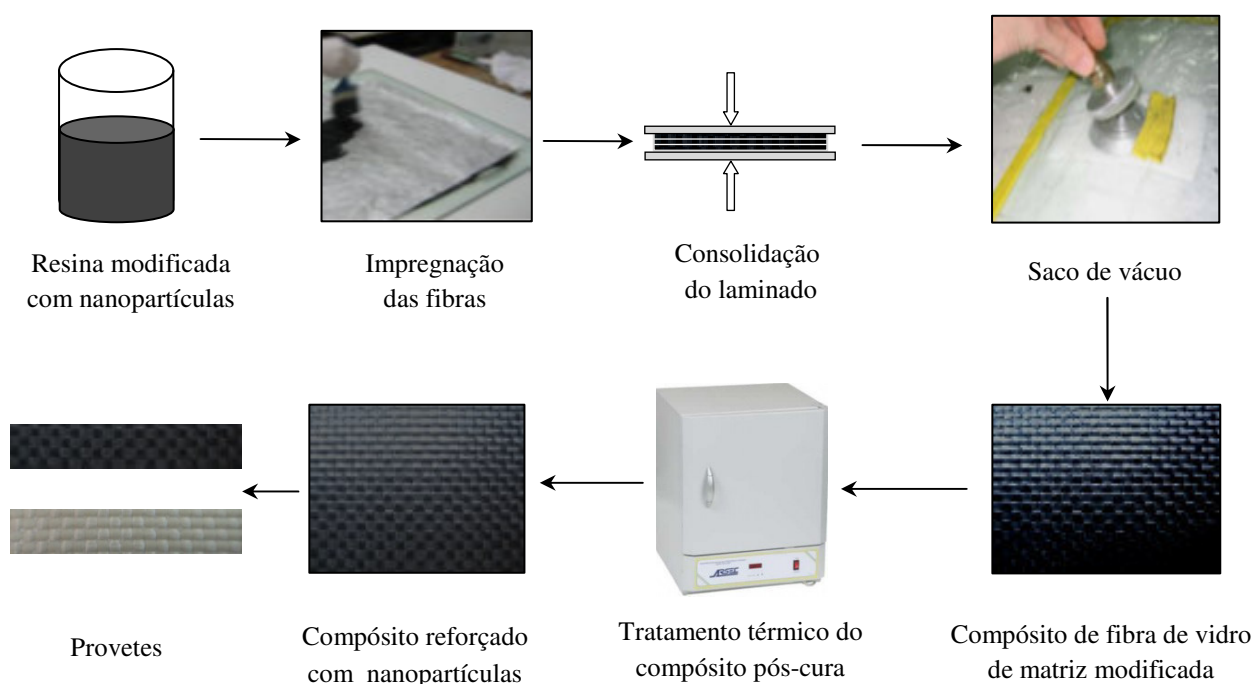 Resina modificada
com nanopartículas
Impregnação
das fibras
Consolidação
do laminado
Saco de vácuo
Provetes
Compósito reforçado
com nanopartículas
Tratamento térmico do
compósito pós-cura
Compósito de fibra de vidro
de matriz modificada